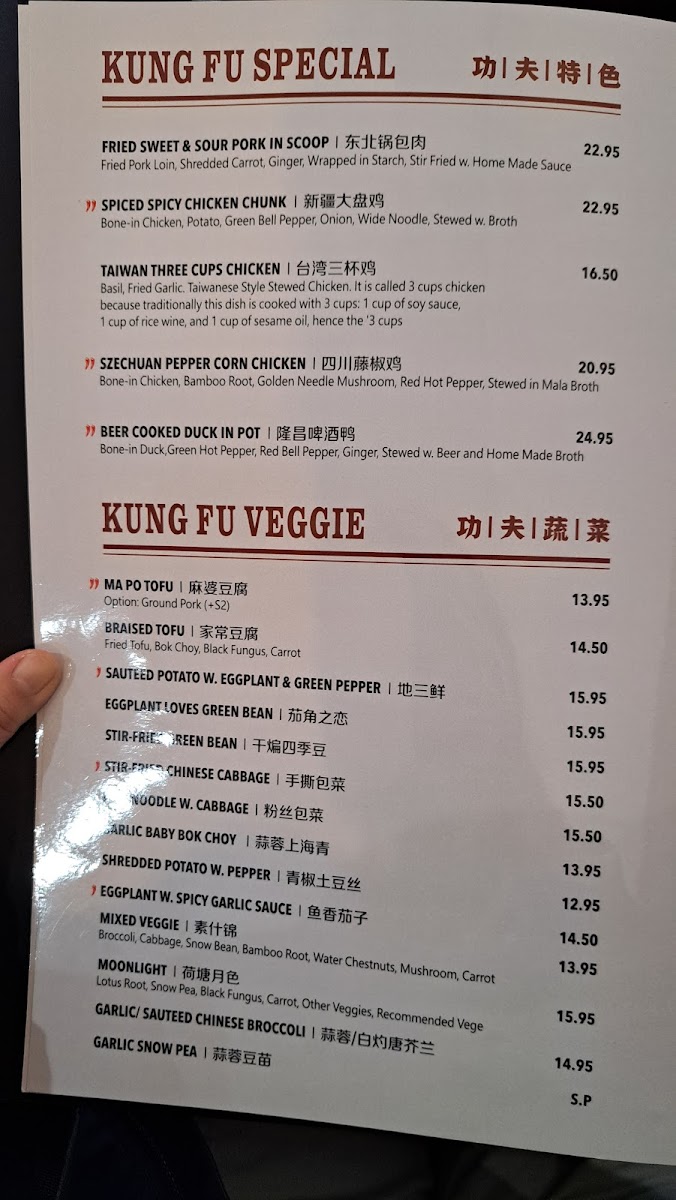 KUNG FU SPECIAL 功|夫|特|色
FRIED SWEET & SOUR PORK IN SCOOP | 东北锅包肉 22.95
Fried Pork Loin, Shredded Carrot, Ginger, Wrapped in Starch, Stir Fried w. Home Made Sauce
SPICED SPICY CHICKEN CHUNK | 新疆大盘鸡 22.95
Bone-in Chicken, Potato, Green Bell Pepper, Onion, Wide Noodle, Stewed w. Broth
TAIWAN THREE CUPS CHICKEN | 台湾三杯鸡 16.50
Basil, Fried Garlic. Taiwanese Style Stewed Chicken. It is called 3 cups chicken
because traditionally this dish is cooked with 3 cups: 1 cup of soy sauce,
1 cup of rice wine, and 1 cup of sesame oil, hence the '3 cups
SZECHUAN PEPPER CORN CHICKEN | 四川藤椒鸡 20.95
Bone-in Chicken, Bamboo Root, Golden Needle Mushroom, Red Hot Pepper, Stewed in Mala Broth
BEER COOKED DUCK IN POT | 隆昌啤酒鸭 24.95
Bone-in Duck,Green Hot Pepper, Red Bell Pepper, Ginger, Stewed w. Beer and Home Made Broth
KUNG FU VEGGIE 功|夫|蔬|菜
MA PO TOFU | 麻婆豆腐 13.95
Option: Ground Pork (+S2)
BRAISED TOFU | 家常豆腐 14.50
Fried Tofu, Bok Choy, Black Fungus, Carrot
SAUTEED POTATO W. EGGPLANT & GREEN PEPPER | 地三鲜 15.95
EGGPLANT LOVES GREEN BEAN | 茄角之恋 15.95
STIR-FRIED GREEN BEAN | 干煸四季豆 15.95
STIR-FRIED CHINESE CABBAGE | 手撕包菜 15.50
NOODLE W. CABBAGE | 粉丝包菜 15.50
GARLIC BABY BOK CHOY | 蒜蓉上海青 13.95
SHREDDED POTATO W. PEPPER | 青椒土豆丝 12.95
EGGPLANT W. SPICY GARLIC SAUCE | 鱼香茄子 14.50
MIXED VEGGIE | 素什锦 13.95
Broccoli, Cabbage, Snow Bean, Bamboo Root, Water Chestnuts, Mushroom, Carrot
MOONLIGHT | 荷塘月色 15.95
Lotus Root, Snow Pea, Black Fungus, Carrot, Other Veggies, Recommended Vege
GARLIC/ SAUTEED CHINESE BROCCOLI | 蒜蓉/白灼唐芥兰 14.95
GARLIC SNOW PEA | 蒜蓉豆苗 S.P